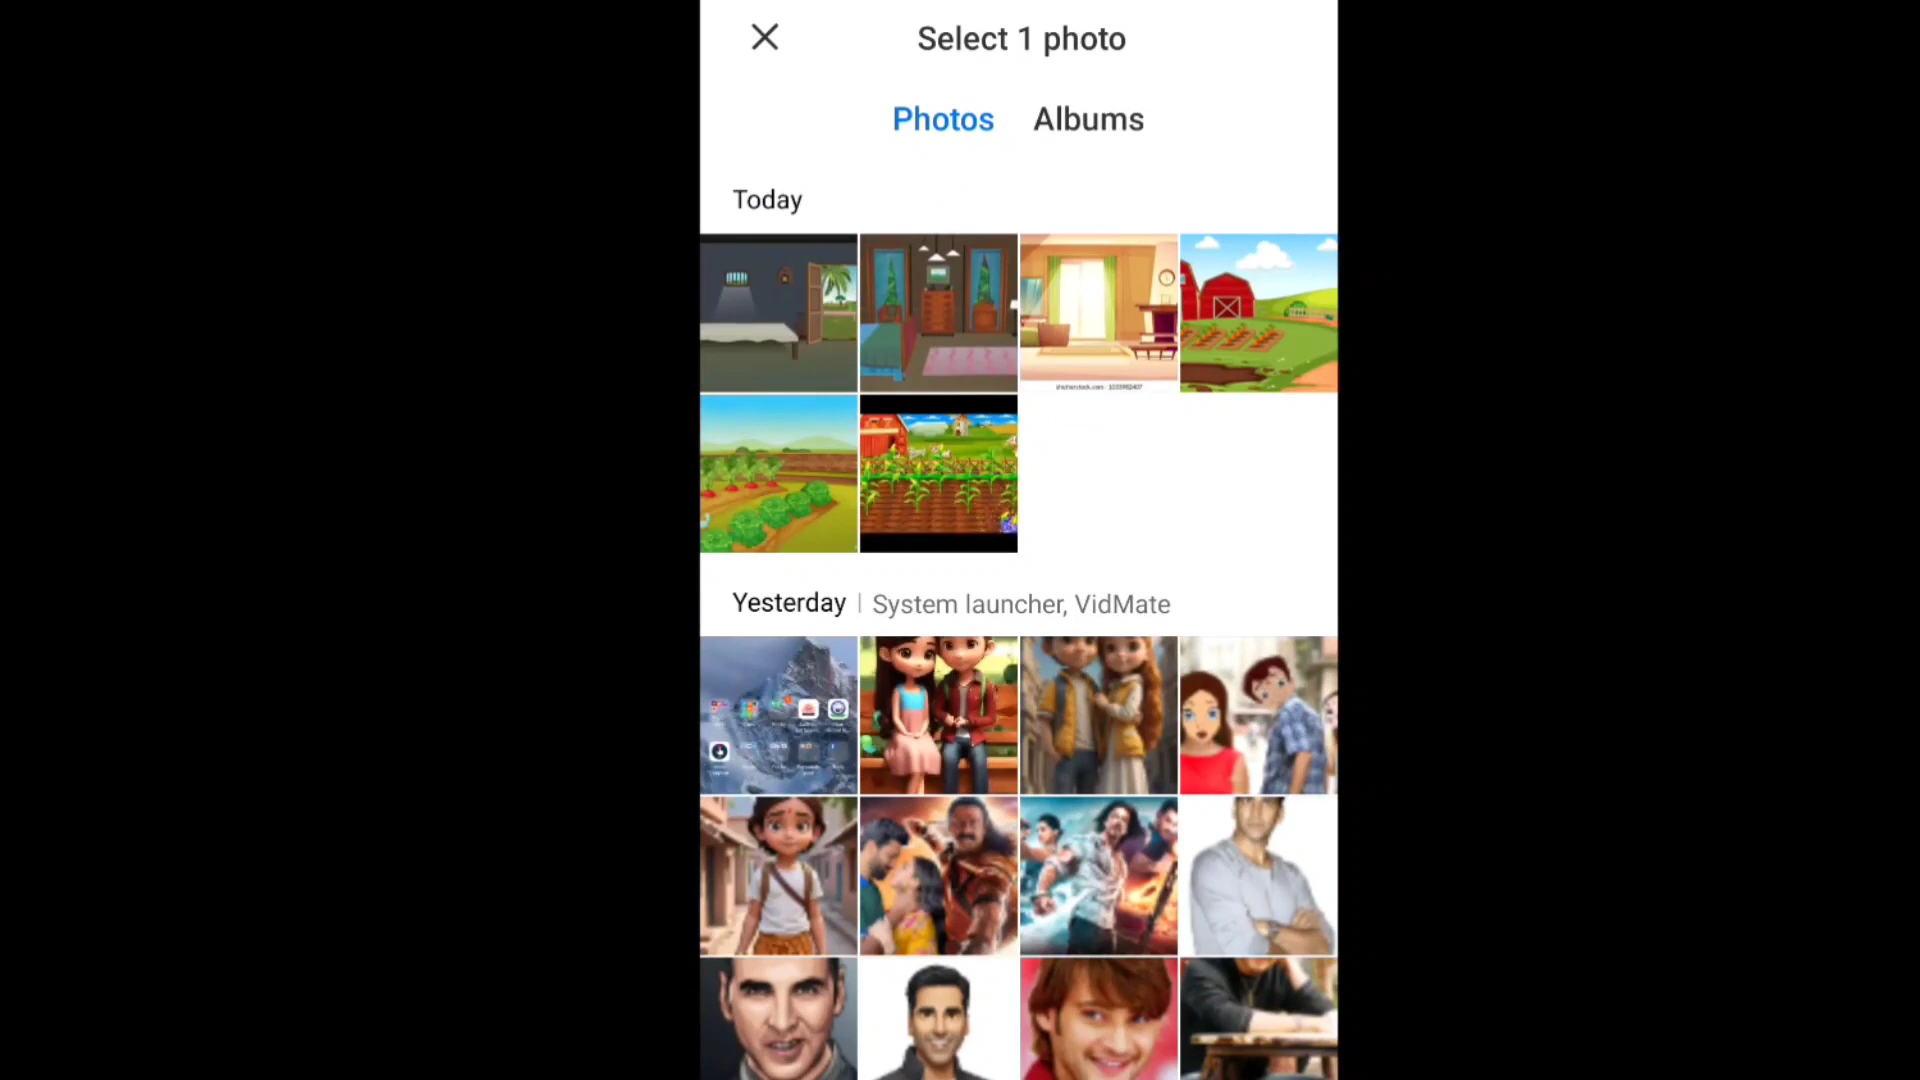 Select 1 photo
Photos Albums
Today
Yesterday | System launcher, VidMate